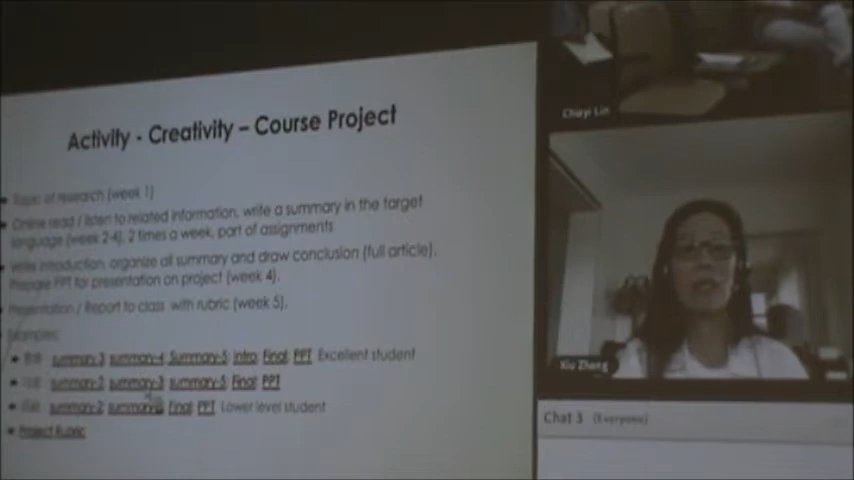 Activity - Creativity – Course Project
Topic of research (week 1)
Online read / listen to related information, write a summary in the target
language (week 2-4), 2 times a week, part of assignments
Write introduction, organize all summary and draw conclusion (full article).
Prepare PPT for presentation on project (week 4).
Presentation / Report to class with rubric (week 5).
Examples:
summary-3 summary-4 Summary-5 Intro Final PPT Excellent student
summary-2 summary-3 summary-5 Final PPT
summary-2 Final PPT Lower level student
Project Rubric
Chieyi Lin
Xiu Zhang
Chat 3 (Everyone)